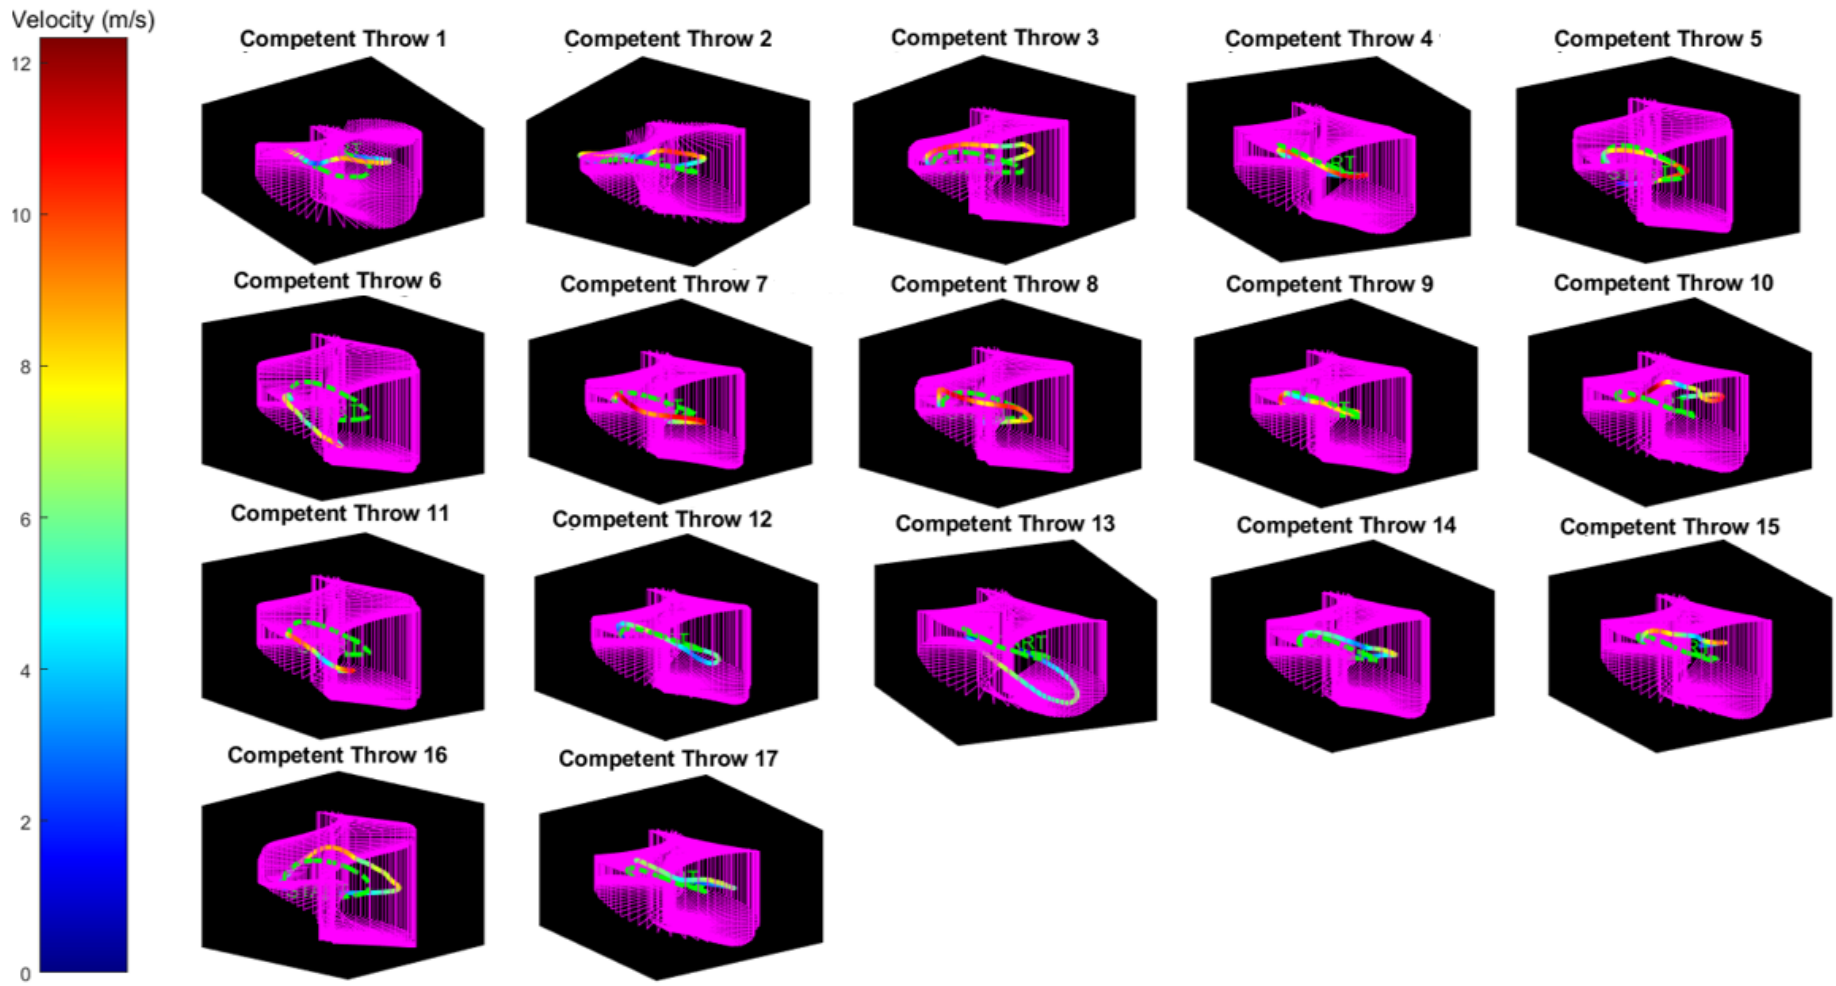 Velocity (m/s)
12
10
8
6
4
2
0
Competent Throw 1
Competent Throw 2
Competent Throw 3
Competent Throw 4
Competent Throw 5
Competent Throw 6
Competent Throw 7
Competent Throw 8
Competent Throw 9
Competent Throw 10
Competent Throw 11
Competent Throw 12
Competent Throw 13
Competent Throw 14
Competent Throw 15
Competent Throw 16
Competent Throw 17